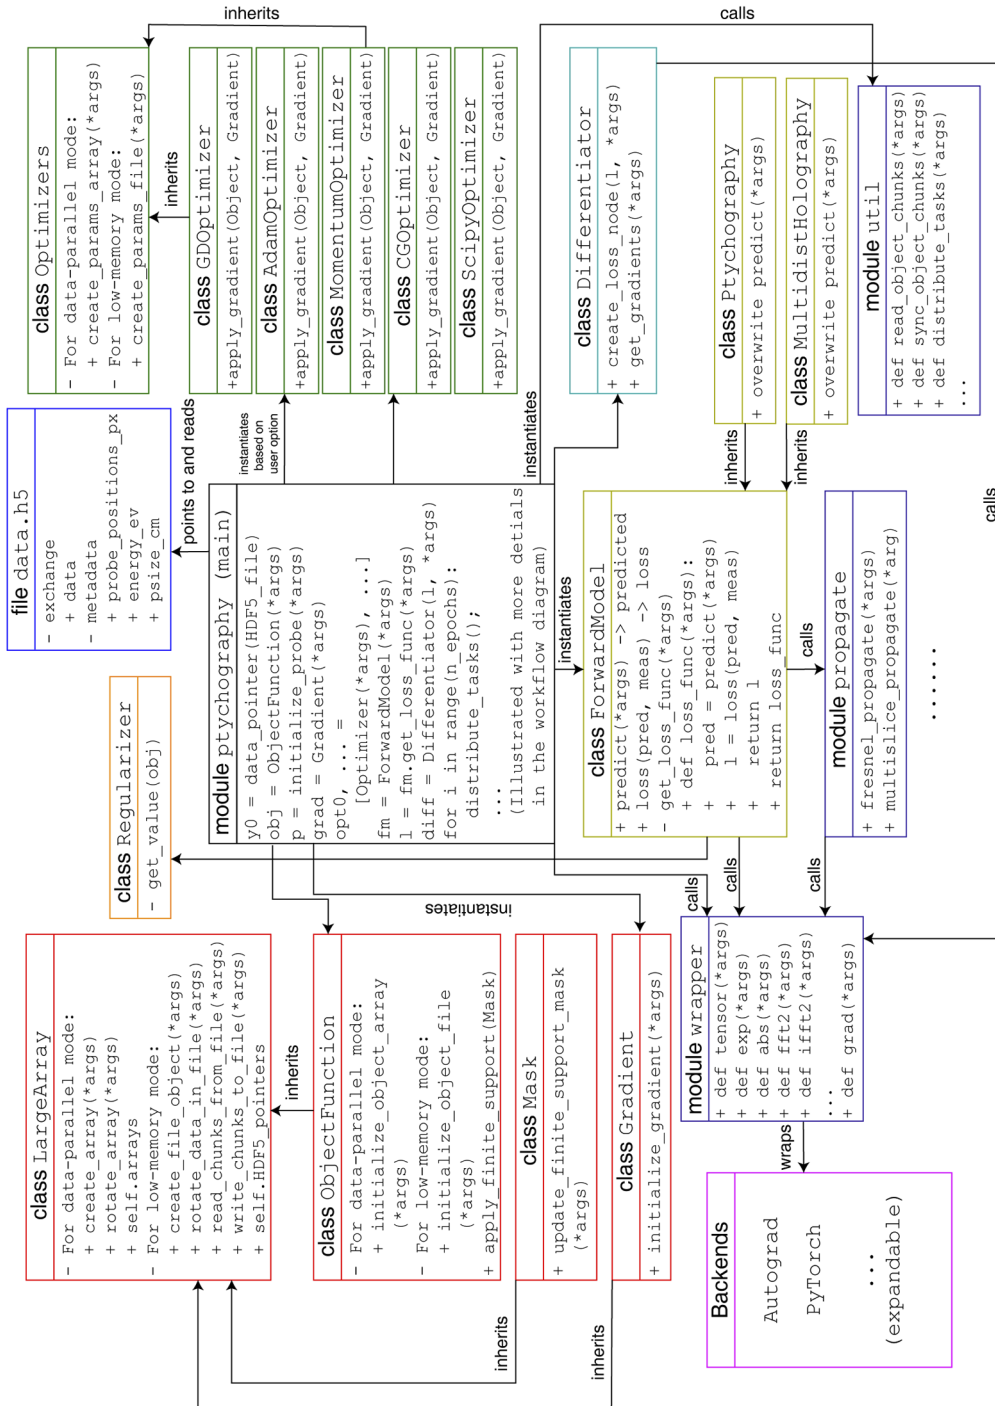 class LargeArray
- For data-parallel mode:
+ create_array(*args)
+ rotate_array(*args)
+ self.arrays
- For low-memory mode:
+ create_file_object(*args)
+ rotate_data_in_file(*args)
+ read_chunks_from_file(*args)
+ write_chunks_to_file(*args)
+ self.HDF5_pointers
inherits
class ObjectFunction
- For data-parallel mode:
+ initialize_object_array
(*args)
- For low-memory mode:
+ initialize_object_file
(*args)
+ apply_finite_support(Mask)
inherits
class Mask
+ update_finite_support_mask
(*args)
inherits
class Gradient
+ initialize_gradient(*args)
instantiates
class Regularizer
- get_value(obj)
file data.h5
- exchange
+ data
- metadata
+ probe_positions_px
+ energy_ev
+ psize_cm
points to and reads
class Optimizers
- For data-parallel mode:
+ create_params_array(*args)
- For low-memory mode:
+ create_params_file(*args)
inherits
inherits
class GDOptimizer
+apply_gradient(Object, Gradient)
class AdamOptimizer
+apply_gradient(Object, Gradient)
class MomentumOptimizer
+apply_gradient(Object, Gradient)
class CGOptimizer
+apply_gradient(Object, Gradient)
class ScipyOptimizer
+apply_gradient(Object, Gradient)
instantiates
based on
user option
module ptychography (main)
y0 = data_pointer(HDF5_file)
obj = ObjectFunction(*args)
p = initialize_probe(*args)
grad = Gradient(*args)
opt0, ... =
[Optimizer(*args), ...]
fm = ForwardModel(*args)
l = fm.get_loss_func(*args)
diff = Differentiator(l, *args)
for i in range(n_epochs):
distribute_tasks();
...
(Illustrated with more detials
in the workflow diagram)
instantiates
instantiates
calls
class Differentiator
+ create_loss_node(l, *args)
+ get_gradients(*args)
class ForwardModel
+ predict(*args) -> predicted
+ loss(pred, meas) -> loss
- get_loss_func(*args)
+ def loss_func(*args):
+ pred = predict(*args)
+ l = loss(pred, meas)
+ return l
+ return loss_func
inherits
class Ptychography
+ overwrite predict(*args)
inherits
class MultidistHolography
+ overwrite predict(*args)
module util
+ def read_object_chunks(*args)
+ def sync_object_chunks(*args)
+ def distribute_tasks(*args)
...
calls
calls
module propagate
+ fresnel_propagate(*args)
+ multislice_propagate(*arg)
.......
calls
calls
calls
module wrapper
+ def tensor(*args)
+ def exp(*args)
+ def abs(*args)
+ def fft2(*args)
+ def ifft2(*args)
...
+ def grad(*args)
wraps
Backends
Autograd
PyTorch
...
(expandable)